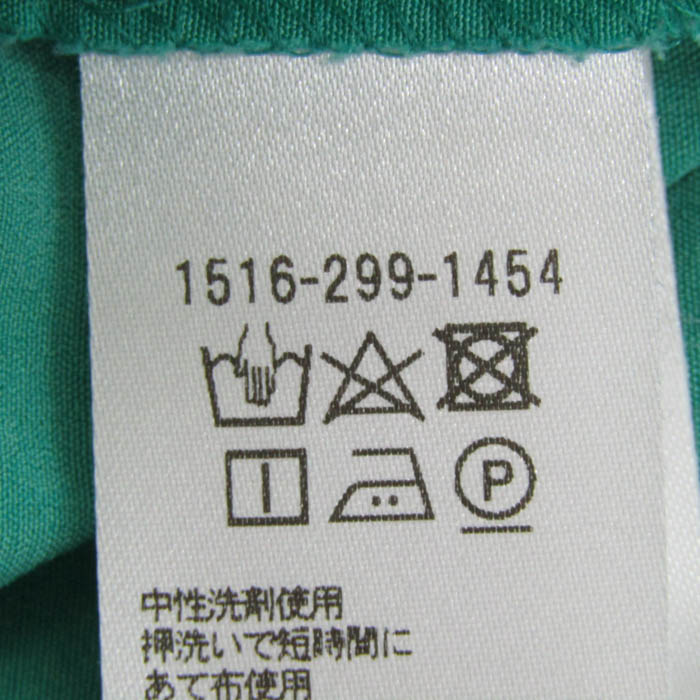 1516-299-1454
P
中性洗剤使用
押洗いで短時間に
あて布使用